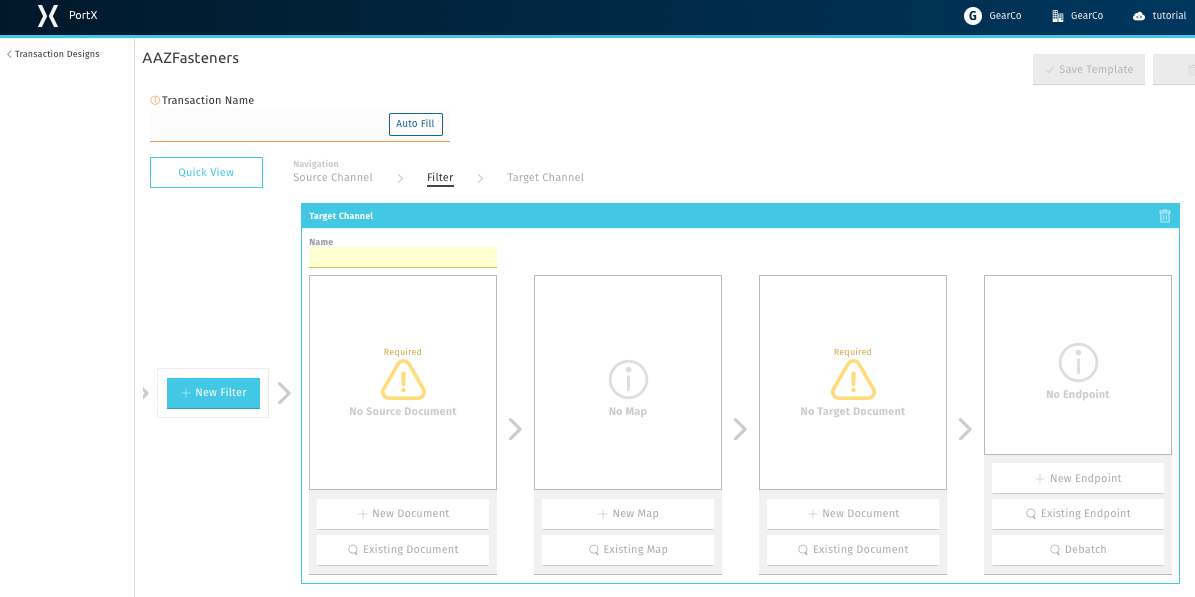 PortX
G GearCo
GearCo
tutorial
Transaction Designs
AAZFasteners
Save Template
Transaction Name
Auto Fill
Quick View
Navigation
Source Channel
Filter
Target Channel
Target Channel
Name
New Filter
Required
No Source Document
New Document
Existing Document
No Map
New Map
Existing Map
Required
No Target Document
New Document
Existing Document
No Endpoint
New Endpoint
Existing Endpoint
Debatch